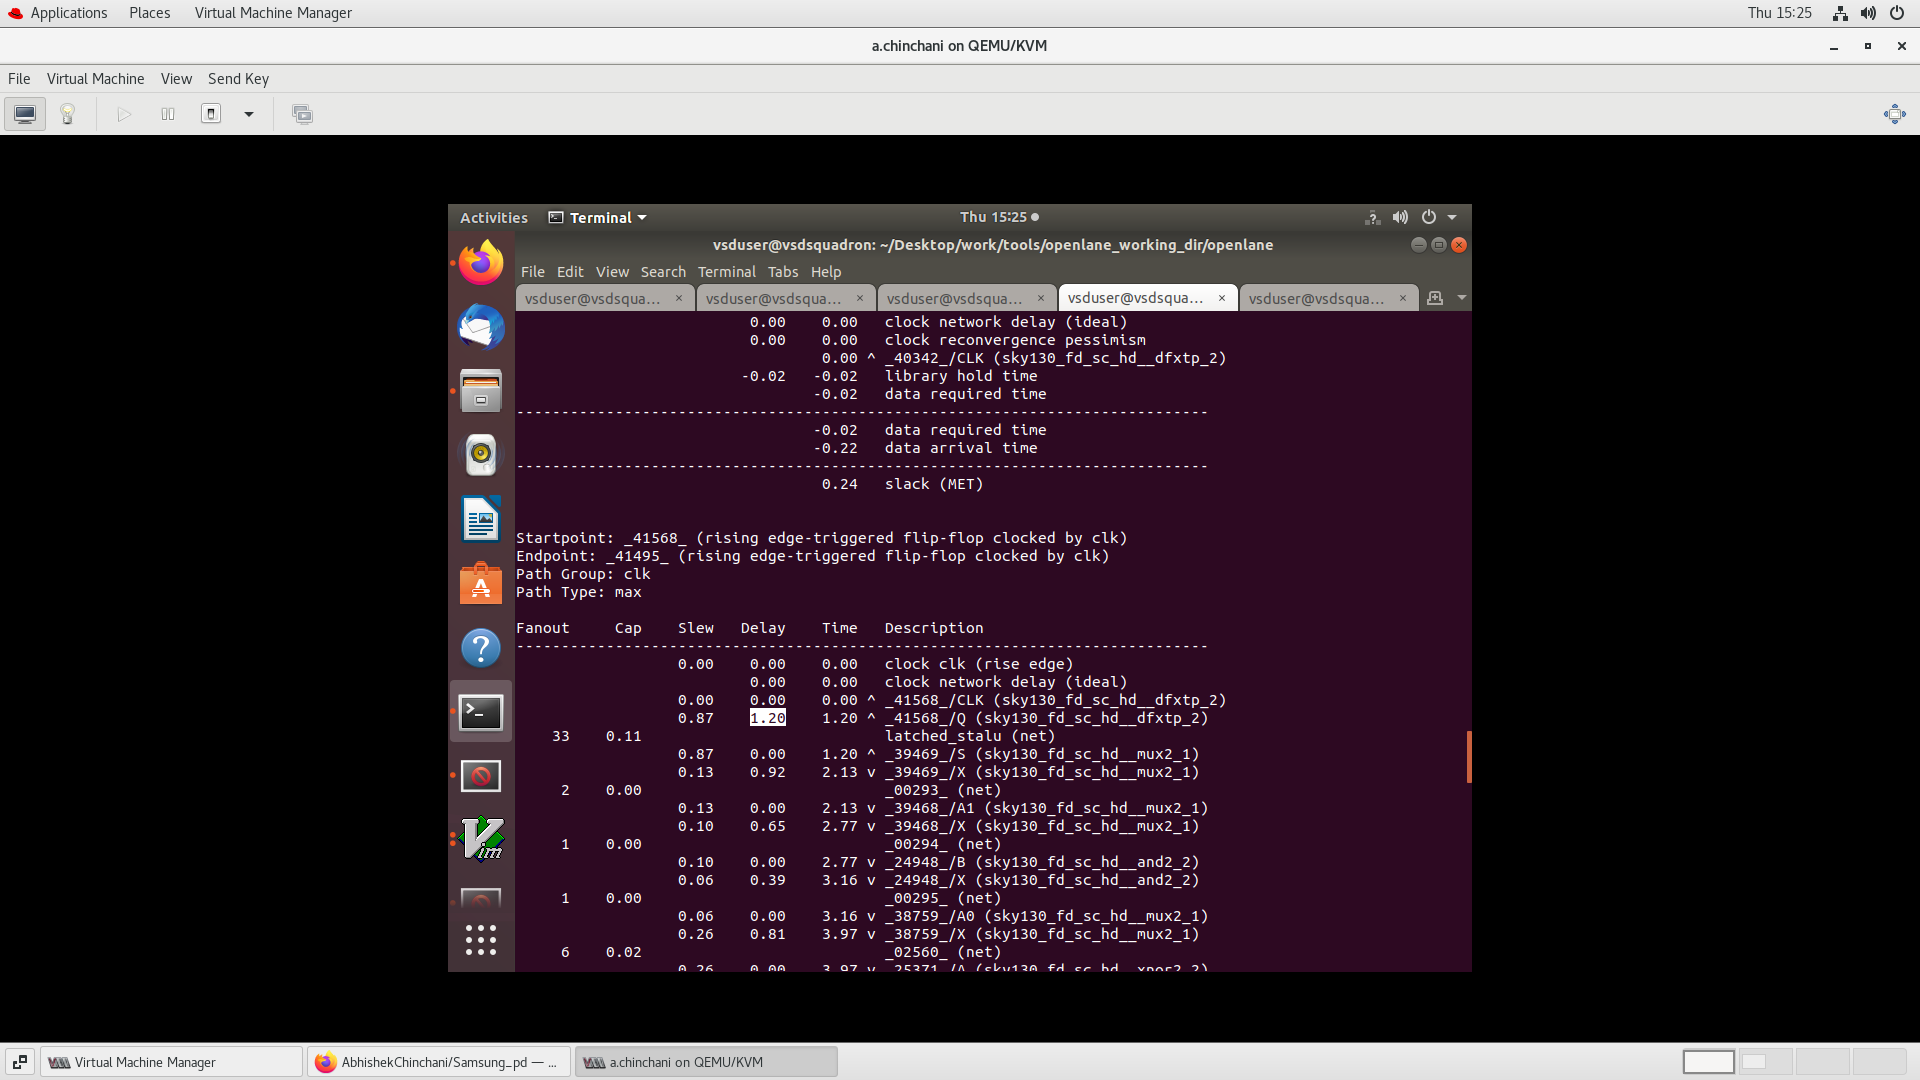 Applications Places Virtual Machine Manager Thu 15:25
a.chinchani on QEMU/KVM
File Virtual Machine View Send Key
Activities Terminal Thu 15:25
vsduser@vsdsquadron: ~/Desktop/work/tools/openlane_working_dir/openlane
File Edit View Search Terminal Tabs Help
vsduser@vsdsqua... × vsduser@vsdsqua... × vsduser@vsdsqua... × vsduser@vsdsqua... × vsduser@vsdsqua... ×
0.00 0.00 clock network delay (ideal)
0.00 0.00 clock reconvergence pessimism
0.00 ^ _40342_/CLK (sky130_fd_sc_hd__dfxtp_2)
-0.02 -0.02 library hold time
-0.02 data required time
-----------------------------------------------------------------------------
-0.02 data required time
-0.22 data arrival time
-----------------------------------------------------------------------------
0.24 slack (MET)
Startpoint: _41568_ (rising edge-triggered flip-flop clocked by clk)
Endpoint: _41495_ (rising edge-triggered flip-flop clocked by clk)
Path Group: clk
Path Type: max
Fanout Cap Slew Delay Time Description
-----------------------------------------------------------------------------
0.00 0.00 0.00 clock clk (rise edge)
0.00 0.00 clock network delay (ideal)
0.00 0.00 0.00 ^ _41568_/CLK (sky130_fd_sc_hd__dfxtp_2)
0.87 1.20 1.20 ^ _41568_/Q (sky130_fd_sc_hd__dfxtp_2)
33 0.11 latched_stalu (net)
0.87 0.00 1.20 ^ _39469_/S (sky130_fd_sc_hd__mux2_1)
0.13 0.92 2.13 v _39469_/X (sky130_fd_sc_hd__mux2_1)
2 0.00 _00293_ (net)
0.13 0.00 2.13 v _39468_/A1 (sky130_fd_sc_hd__mux2_1)
0.10 0.65 2.77 v _39468_/X (sky130_fd_sc_hd__mux2_1)
1 0.00 _00294_ (net)
0.10 0.00 2.77 v _24948_/B (sky130_fd_sc_hd__and2_2)
0.06 0.39 3.16 v _24948_/X (sky130_fd_sc_hd__and2_2)
1 0.00 _00295_ (net)
0.06 0.00 3.16 v _38759_/A0 (sky130_fd_sc_hd__mux2_1)
0.26 0.81 3.97 v _38759_/X (sky130_fd_sc_hd__mux2_1)
6 0.02 _02560_ (net)
0.26 0.00 3.97 v _25371_/A (sky130_fd_sc_hd__xnor2_2)
Virtual Machine Manager AbhishekChinchani/Samsung_pd — ... a.chinchani on QEMU/KVM